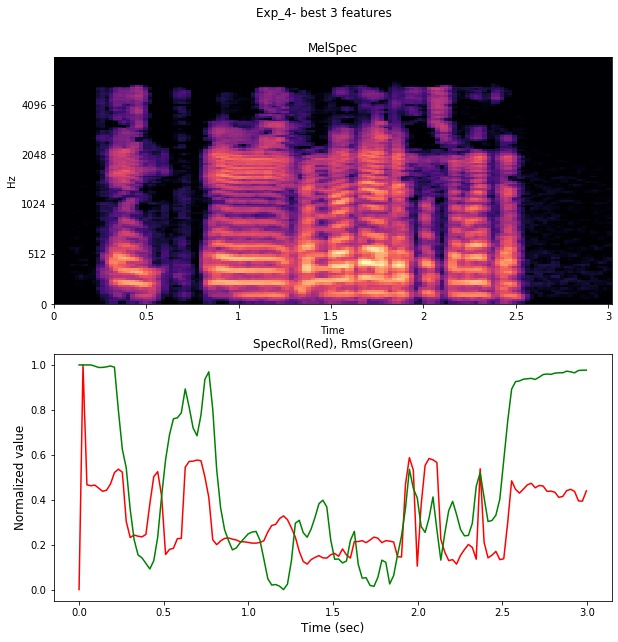 Exp_4- best 3 features
MelSpec
4096
2048
1024
512
0
Hz
0 0.5 1 1.5 2 2.5 3
Time
SpecRol(Red), Rms(Green)
1.0
0.8
0.6
0.4
0.2
0.0
Normalized value
0.0 0.5 1.0 1.5 2.0 2.5 3.0
Time (sec)